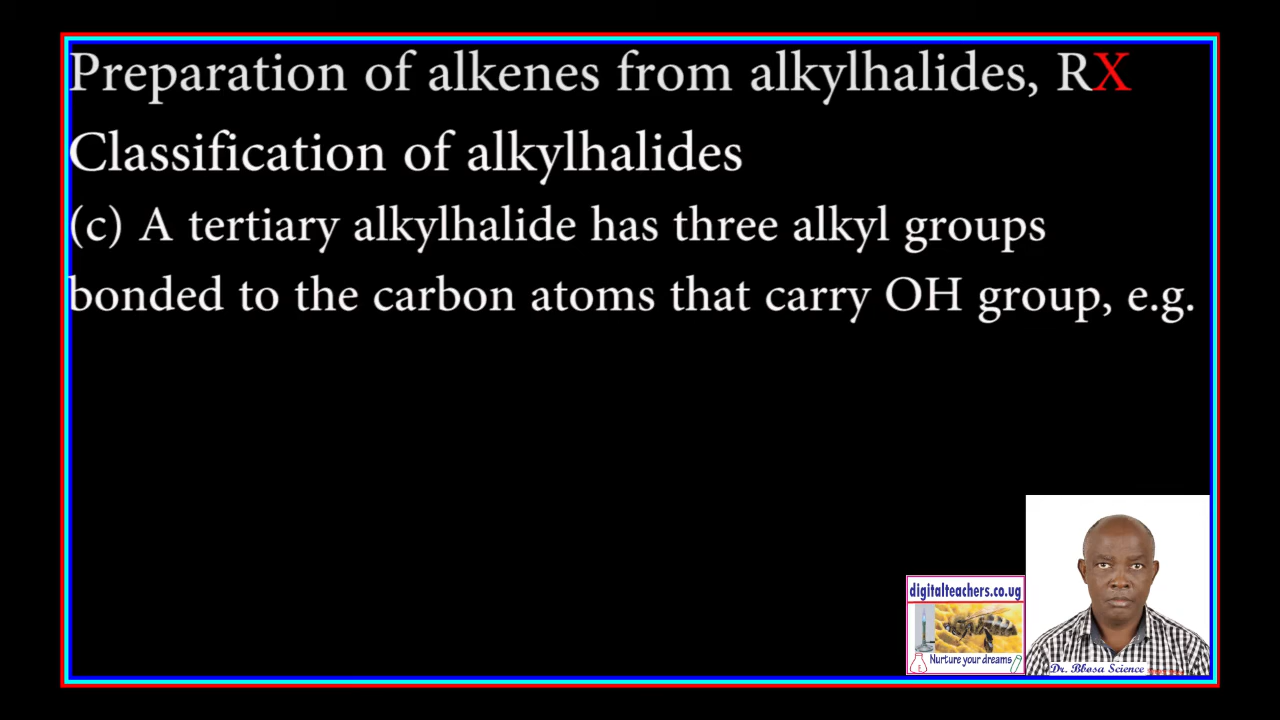 Preparation of alkenes from alkylhalides, RX
Classification of alkylhalides
(c) A tertiary alkylhalide has three alkyl groups
bonded to the carbon atoms that carry OH group, e.g.
digitalteachers.co.ug
Nurture your dreams
Dr. Bbosa Science